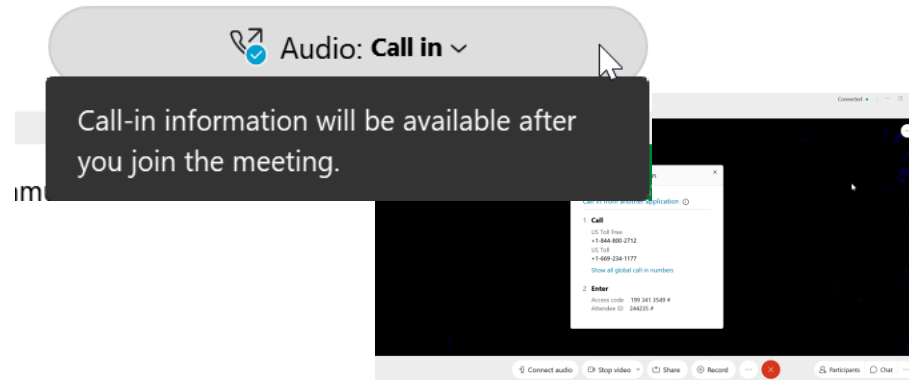 Audio: Call in
Call-in information will be available after
you join the meeting.
Connected
Call in from another application
1. Call
US Toll Free
+1-844-800-2712
US Toll
+1-669-234-1177
Show all global call-in numbers
2. Enter
Access code 199 341 3549 #
Attendee ID 244235 #
Connect audio Stop video Share Record Participants Chat